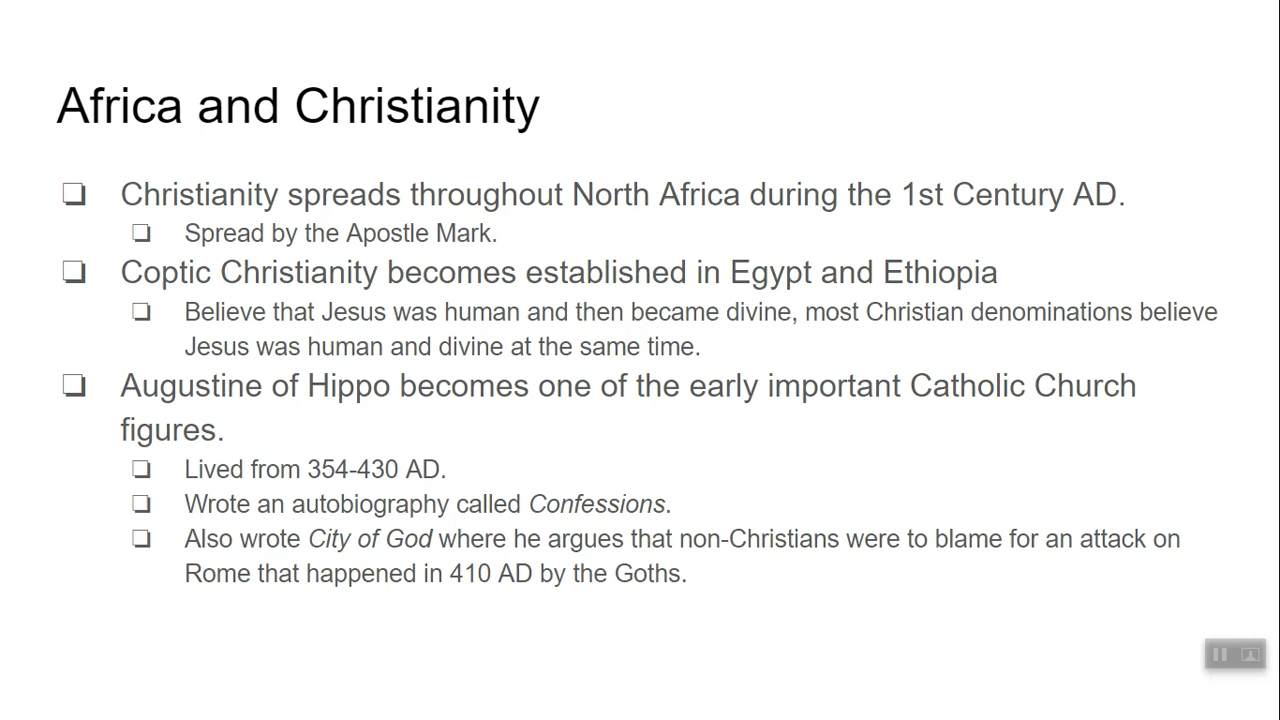 Africa and Christianity
❏ Christianity spreads throughout North Africa during the 1st Century AD.
❏ Spread by the Apostle Mark.
❏ Coptic Christianity becomes established in Egypt and Ethiopia
❏ Believe that Jesus was human and then became divine, most Christian denominations believe
Jesus was human and divine at the same time.
❏ Augustine of Hippo becomes one of the early important Catholic Church
figures.
❏ Lived from 354-430 AD.
❏ Wrote an autobiography called Confessions.
❏ Also wrote City of God where he argues that non-Christians were to blame for an attack on
Rome that happened in 410 AD by the Goths.